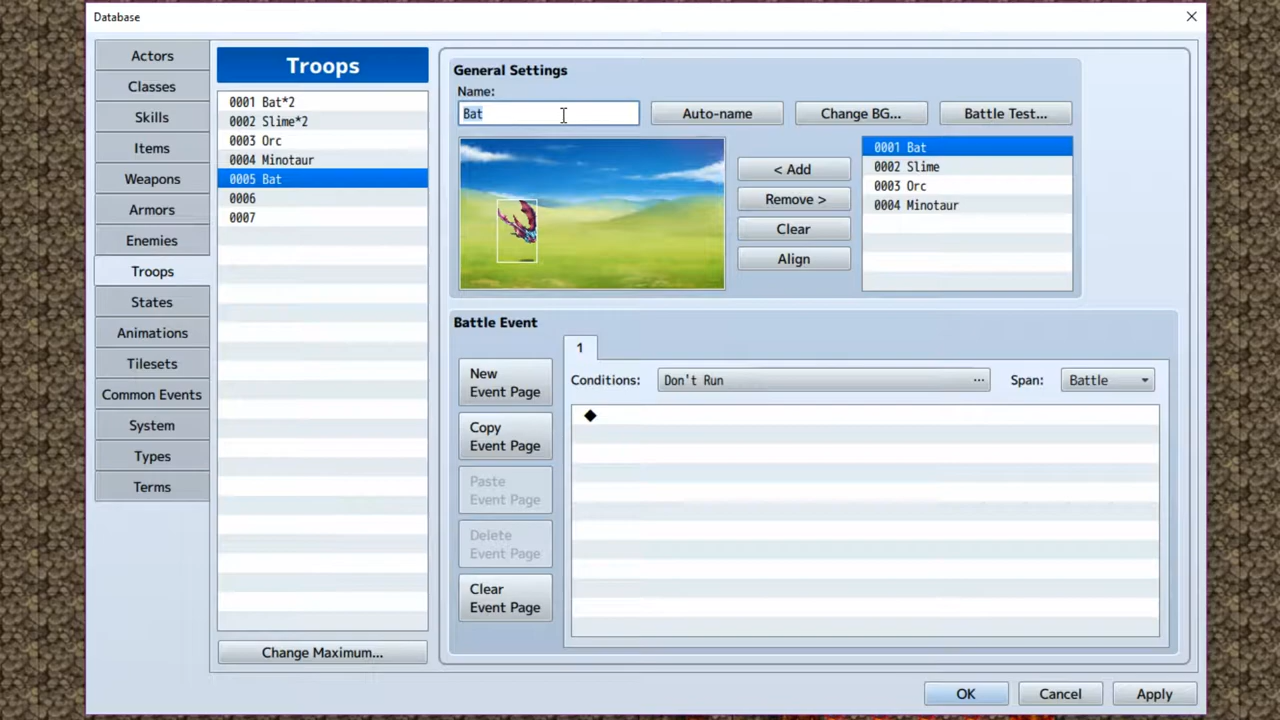 Database
Actors
Classes
Skills
Items
Weapons
Armors
Enemies
Troops
States
Animations
Tilesets
Common Events
System
Types
Terms
Troops
0001 Bat*2
0002 Slime*2
0003 Orc
0004 Minotaur
0005 Bat
0006
0007
Change Maximum...
General Settings
Name:
Bat
Auto-name
Change BG...
Battle Test...
< Add
Remove >
Clear
Align
0001 Bat
0002 Slime
0003 Orc
0004 Minotaur
Battle Event
New
Event Page
Copy
Event Page
Paste
Event Page
Delete
Event Page
Clear
Event Page
1
Conditions:
Don't Run
...
Span:
Battle
OK
Cancel
Apply